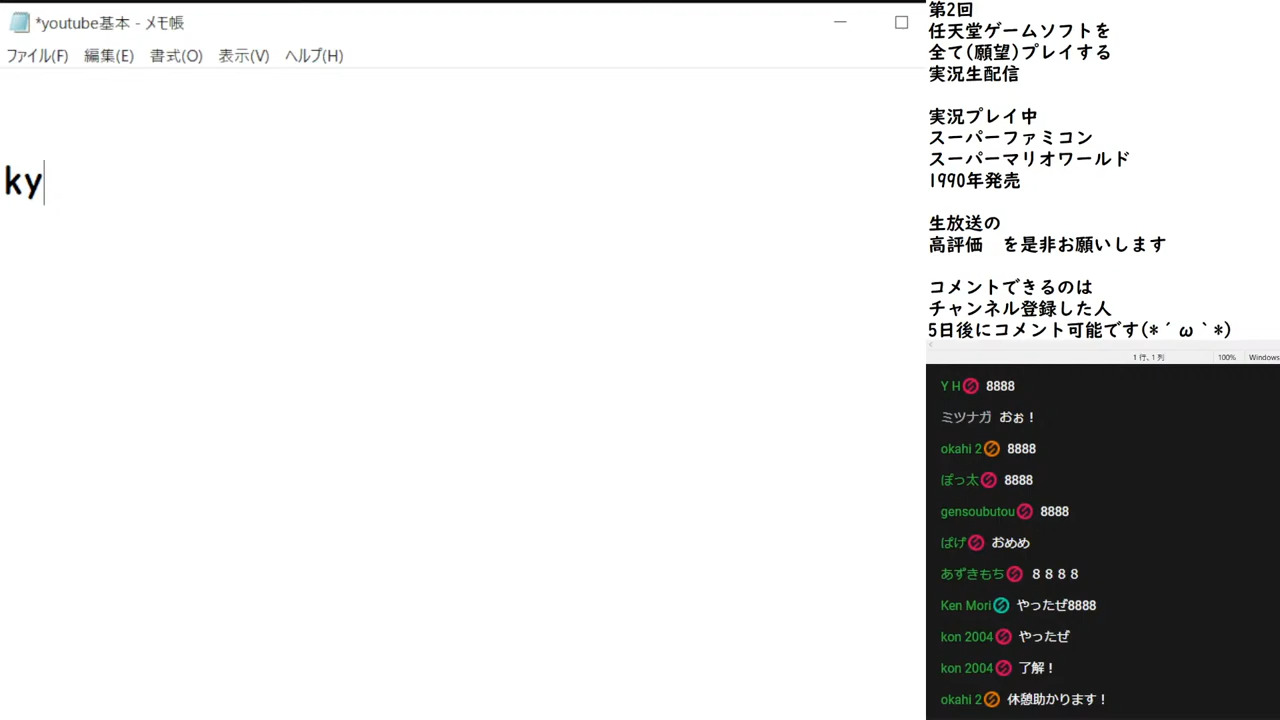 *youtube基本 - メモ帳
ファイル(F) 編集(E) 書式(O) 表示(V) ヘルプ(H)
ky
第2回
任天堂ゲームソフトを
全て(願望)プレイする
実況生配信
実況プレイ中
スーパーファミコン
スーパーマリオワールド
1990年発売
生放送の
高評価　を是非お願いします
コメントできるのは
チャンネル登録した人
5日後にコメント可能です(*´ω｀*)
1 行、1 列 100% Windows
Y H 8888
ミツナガ おぉ！
okahi 2 8888
ぽっ太 8888
gensoubutou 8888
ぱげ おめめ
あずきもち ８８８８
Ken Mori やったぜ8888
kon 2004 やったぜ
kon 2004 了解！
okahi 2 休憩助かります！